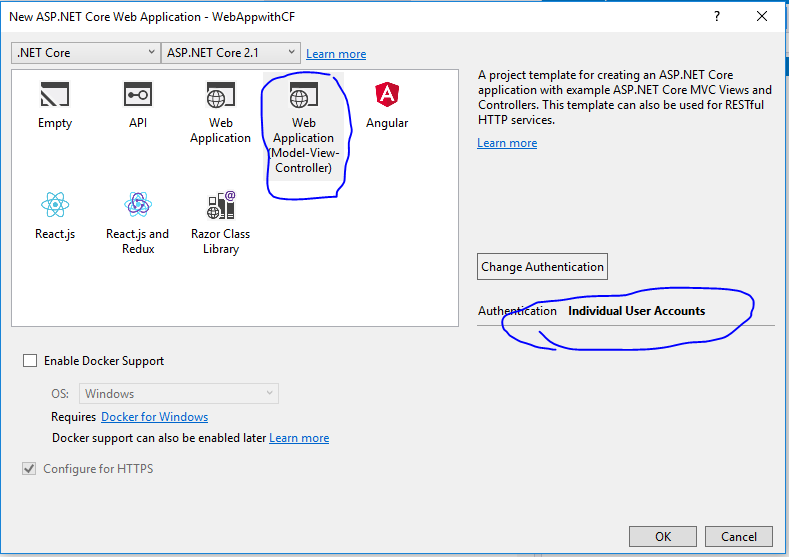 New ASP.NET Core Web Application - WebAppwithCF
.NET Core
ASP.NET Core 2.1
Learn more
Empty
API
Web
Application
Web
Application
(Model-View-
Controller)
Angular
React.js
React.js and
Redux
Razor Class
Library
A project template for creating an ASP.NET Core
application with example ASP.NET Core MVC Views and
Controllers. This template can also be used for RESTful
HTTP services.
Learn more
Change Authentication
Authentication Individual User Accounts
Enable Docker Support
OS: Windows
Requires Docker for Windows
Docker support can also be enabled later Learn more
Configure for HTTPS
OK
Cancel